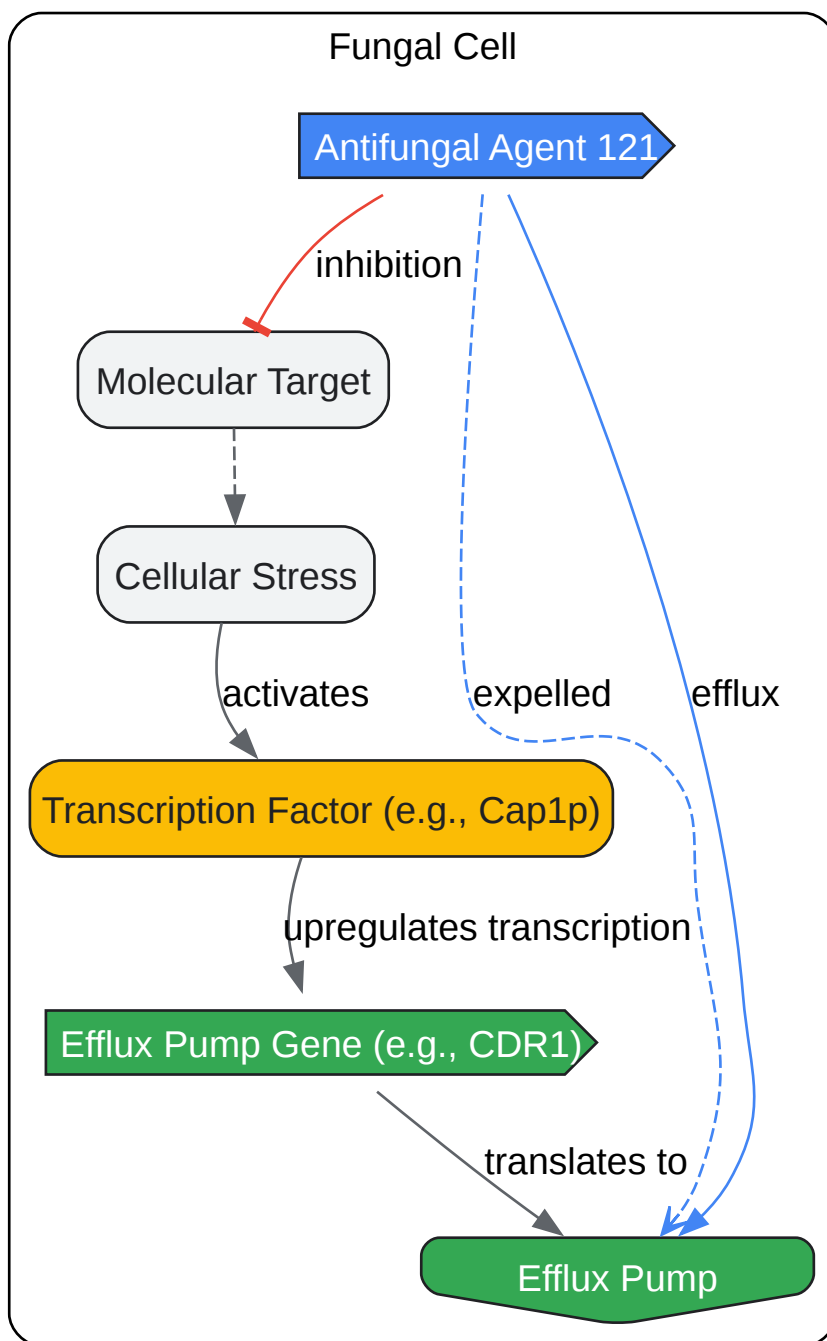 Fungal Cell
Antifungal Agent 121
inhibition
Molecular Target
Cellular Stress
activates
expelled
efflux
Transcription Factor (e.g., Cap1p)
upregulates transcription
Efflux Pump Gene (e.g., CDR1)
translates to
Efflux Pump